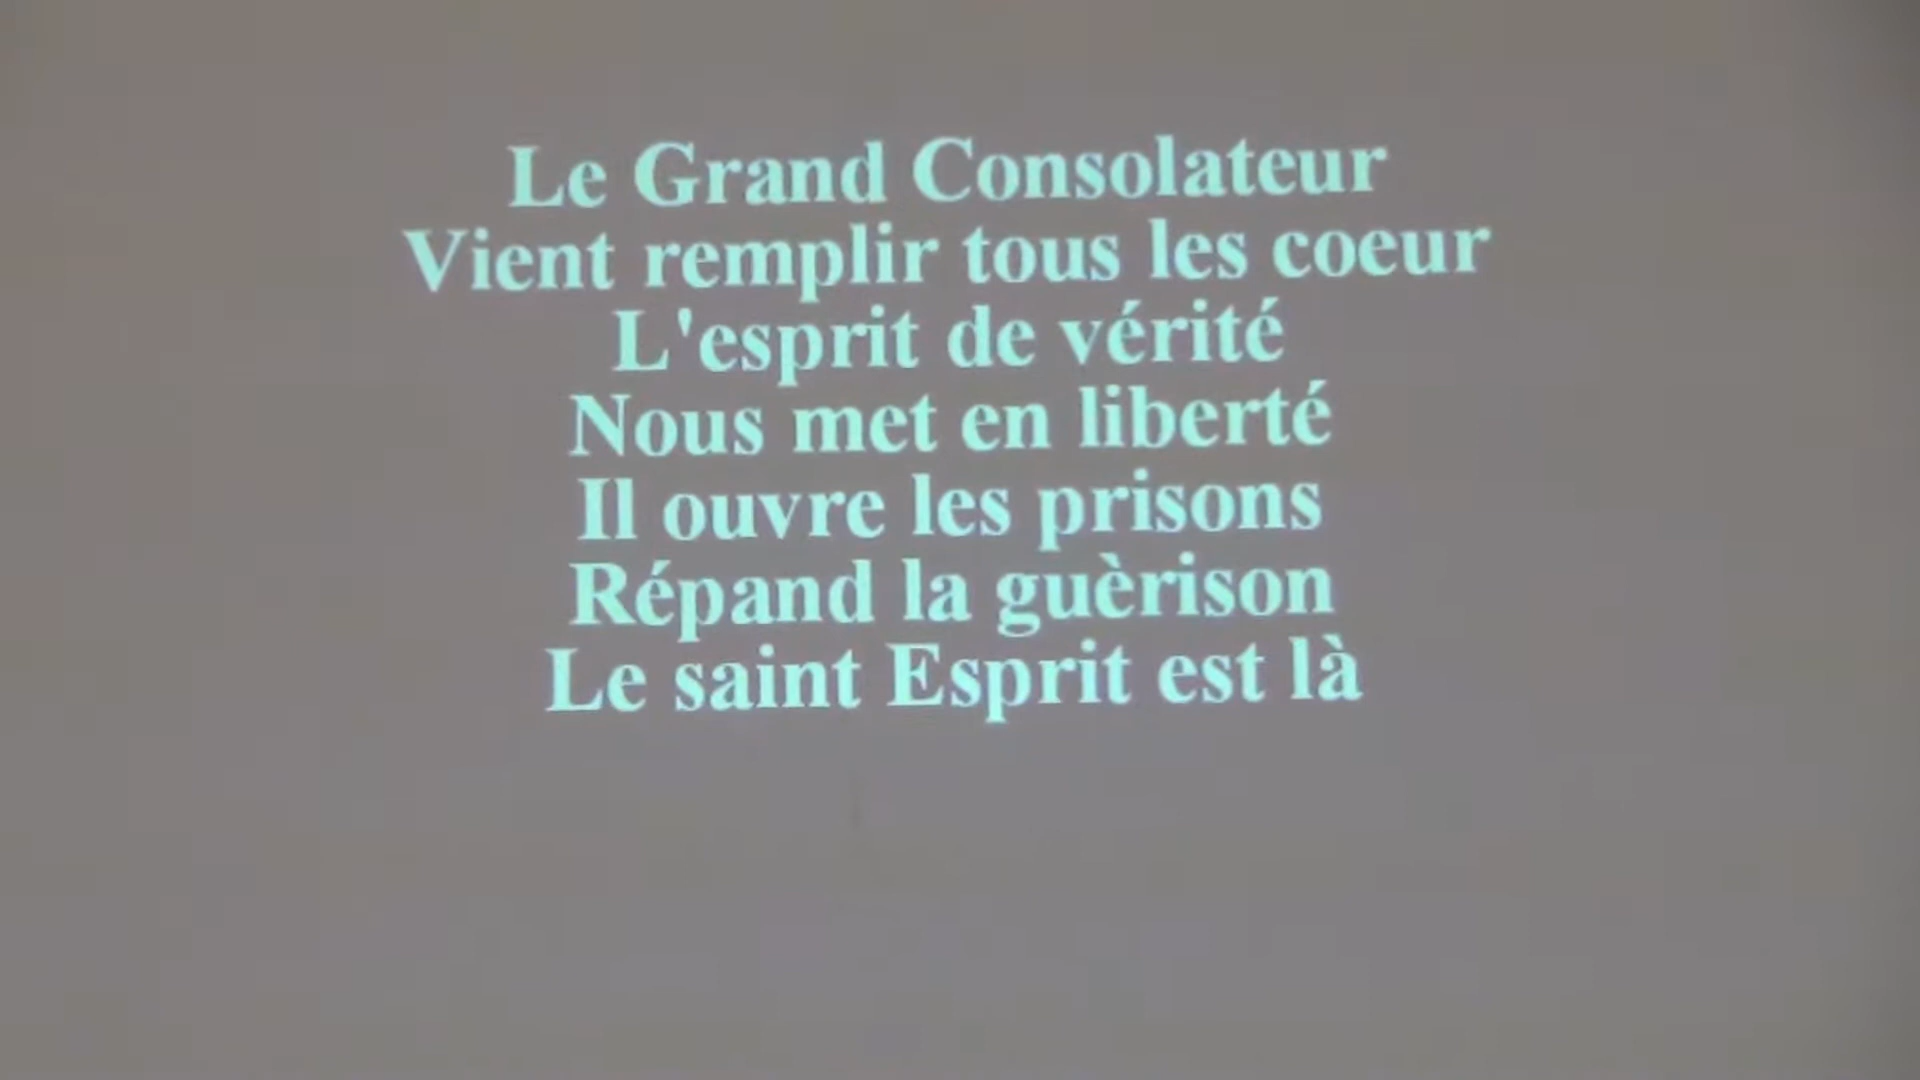 Le Grand Consolateur
Vient remplir tous les coeur
L'esprit de vérité
Nous met en liberté
Il ouvre les prisons
Répand la guèrison
Le saint Esprit est là